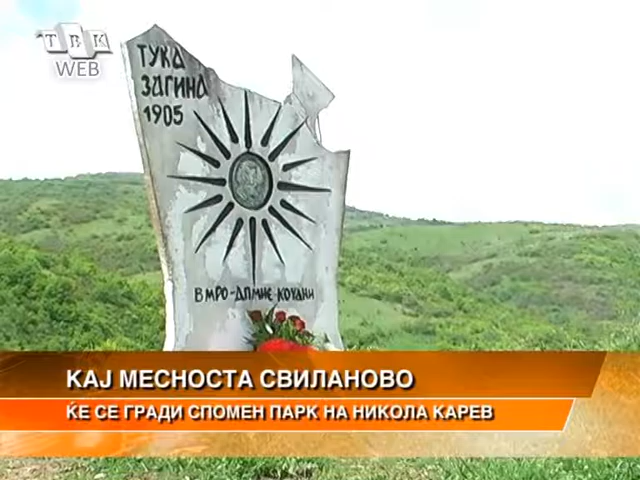 ТВК
WEB
ТУКА
ЗАГИНА
1905
ВМРО-ДПМНЕ КОЧАНИ
КАЈ МЕСНОСТА СВИЛАНОВО
ЌЕ СЕ ГРАДИ СПОМЕН ПАРК НА НИКОЛА КАРЕВ